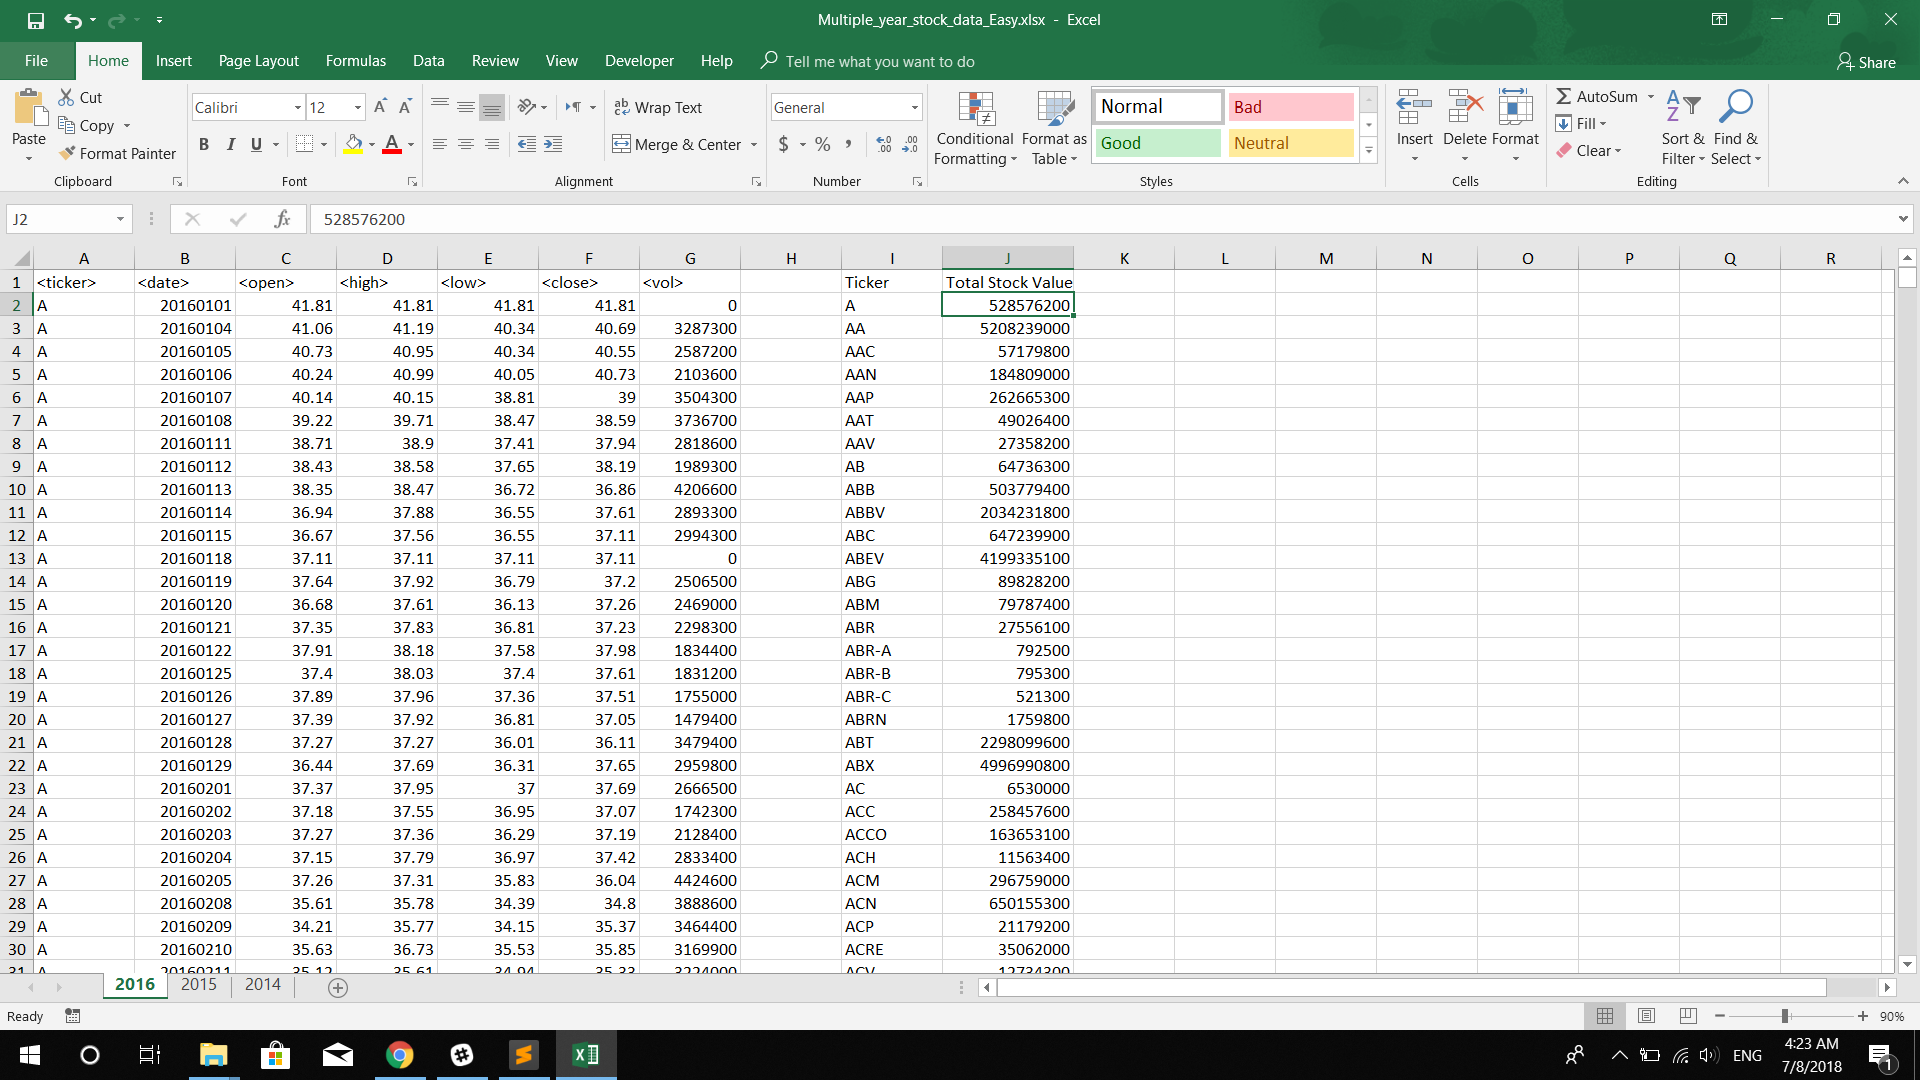 Multiple_year_stock_data_Easy.xlsx - Excel
File Home Insert Page Layout Formulas Data Review View Developer Help Tell me what you want to do Share
Paste
Cut
Copy
Format Painter
Clipboard
Calibri 12
B I U
Font
Wrap Text
Merge & Center
Alignment
General
$ % ,
Number
Conditional Formatting
Format as Table
Normal Bad
Good Neutral
Styles
Insert Delete Format
Cells
AutoSum
Fill
Clear
Sort & Filter
Find & Select
Editing
J2 fx 528576200
A B C D E F G H I J K L M N O P Q R
1 <ticker> <date> <open> <high> <low> <close> <vol> Ticker Total Stock Value
2 A 20160101 41.81 41.81 41.81 41.81 0 A 528576200
3 A 20160104 41.06 41.19 40.34 40.69 3287300 AA 5208239000
4 A 20160105 40.73 40.95 40.34 40.55 2587200 AAC 57179800
5 A 20160106 40.24 40.99 40.05 40.73 2103600 AAN 184809000
6 A 20160107 40.14 40.15 38.81 39 3504300 AAP 262665300
7 A 20160108 39.22 39.71 38.47 38.59 3736700 AAT 49026400
8 A 20160111 38.71 38.9 37.41 37.94 2818600 AAV 27358200
9 A 20160112 38.43 38.58 37.65 38.19 1989300 AB 64736300
10 A 20160113 38.35 38.47 36.72 36.86 4206600 ABB 503779400
11 A 20160114 36.94 37.88 36.55 37.61 2893300 ABBV 2034231800
12 A 20160115 36.67 37.56 36.55 37.11 2994300 ABC 647239900
13 A 20160118 37.11 37.11 37.11 37.11 0 ABEV 4199335100
14 A 20160119 37.64 37.92 36.79 37.2 2506500 ABG 89828200
15 A 20160120 36.68 37.61 36.13 37.26 2469000 ABM 79787400
16 A 20160121 37.35 37.83 36.81 37.23 2298300 ABR 27556100
17 A 20160122 37.91 38.18 37.58 37.98 1834400 ABR-A 792500
18 A 20160125 37.4 38.03 37.4 37.61 1831200 ABR-B 795300
19 A 20160126 37.89 37.96 37.36 37.51 1755000 ABR-C 521300
20 A 20160127 37.39 37.92 36.81 37.05 1479400 ABRN 1759800
21 A 20160128 37.27 37.27 36.01 36.11 3479400 ABT 2298099600
22 A 20160129 36.44 37.69 36.31 37.65 2959800 ABX 4996990800
23 A 20160201 37.37 37.95 37 37.69 2666500 AC 6530000
24 A 20160202 37.18 37.55 36.95 37.07 1742300 ACC 258457600
25 A 20160203 37.27 37.36 36.29 37.19 2128400 ACCO 163653100
26 A 20160204 37.15 37.79 36.97 37.42 2833400 ACH 11563400
27 A 20160205 37.26 37.31 35.83 36.04 4424600 ACM 296759000
28 A 20160208 35.61 35.78 34.39 34.8 3888600 ACN 650155300
29 A 20160209 34.21 35.77 34.15 35.37 3464400 ACP 21179200
30 A 20160210 35.63 36.73 35.53 35.85 3169900 ACRE 35062000
31 A 20160211 35.12 35.61 34.94 35.33 3224000 ACV 12734300
2016 2015 2014
Ready 90%
ENG 4:23 AM
7/8/2018
1